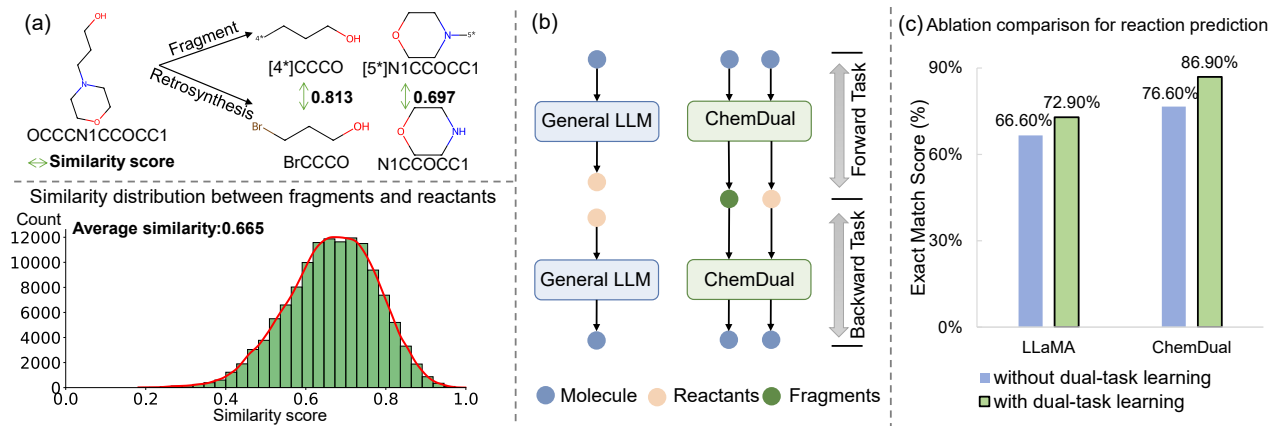 (a)
OH
N
O
OCCCN1CCOCC1
Similarity score
Fragment
Retrosynthesis
4*
OH
[4*]CCCO
O
N
5*
[5*]N1CCOCC1
0.813
0.697
Br
OH
BrCCCO
O
NH
N1CCOCC1
Similarity distribution between fragments and reactants
Count
Average similarity:0.665
12000
10000
8000
6000
4000
2000
0
0.0
0.2
0.4
0.6
0.8
1.0
Similarity score
(b)
General LLM
ChemDual
Forward Task
General LLM
ChemDual
Backward Task
Molecule
Reactants
Fragments
(c)
Ablation comparison for reaction prediction
Exact Match Score (%)
90%
60%
30%
0%
66.60%
72.90%
76.60%
86.90%
LLaMA
ChemDual
without dual-task learning
with dual-task learning